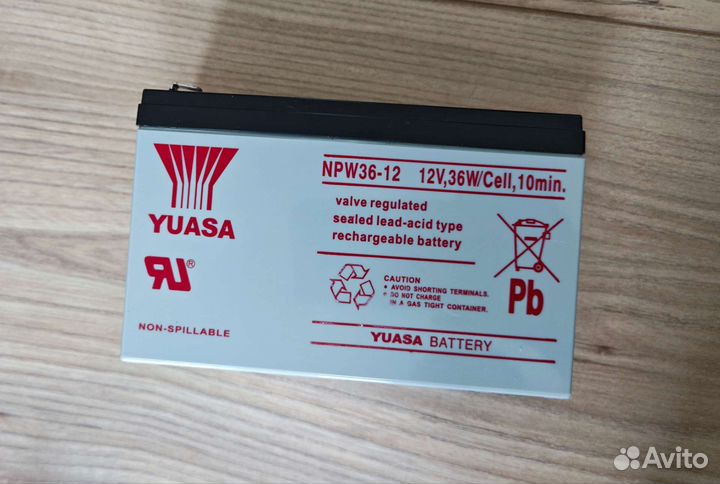 YUASA
NPW36-12 12V,36W/Cell,10min.
valve regulated
sealed lead-acid type
rechargeable battery
CAUTION
AVOID SHORTING TERMINALS.
DO NOT CHARGE
IN A GAS TIGHT CONTAINER.
Pb
NON-SPILLABLE
YUASA BATTERY
Avito